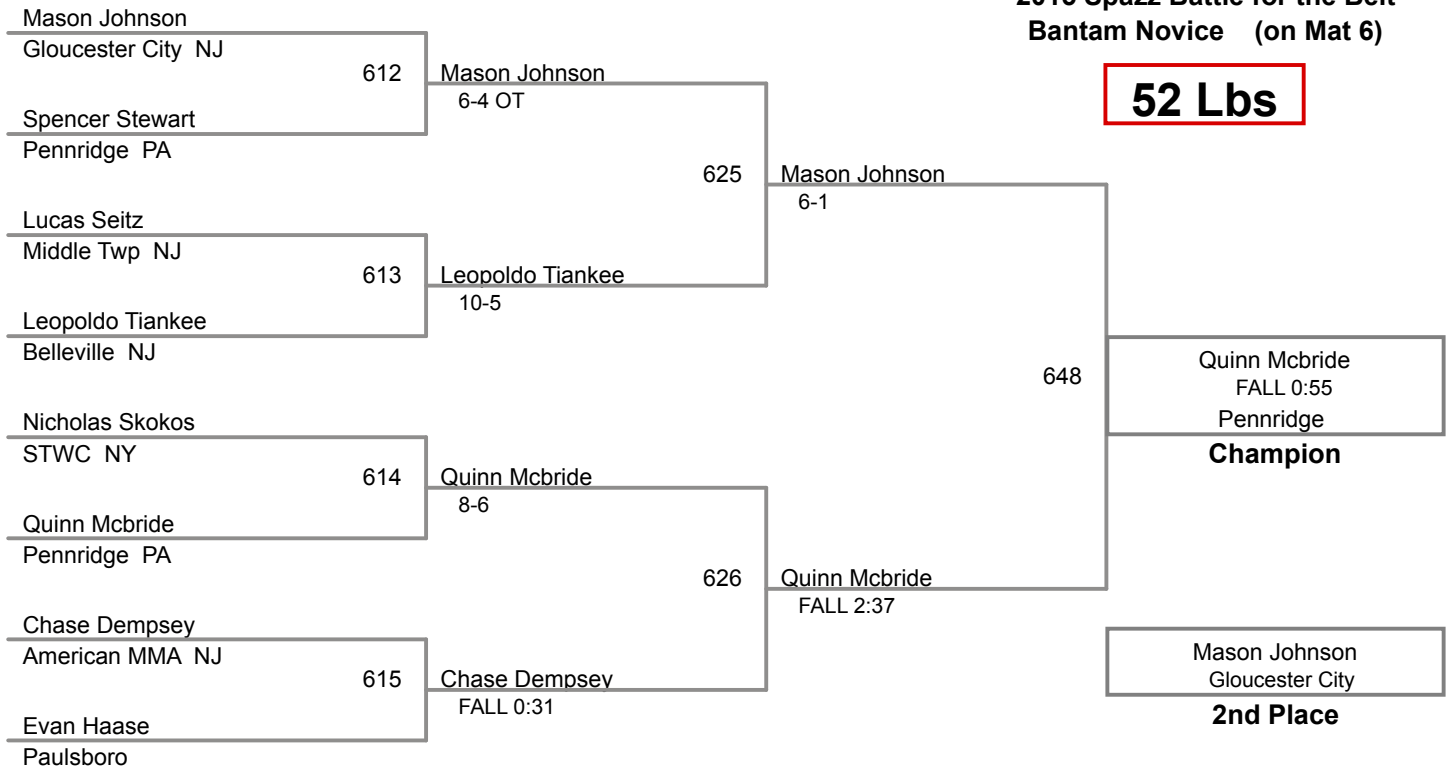 Bantam Novice (on Mat 6)
52 Lbs
Mason Johnson
Gloucester City NJ
612
Mason Johnson
6-4 OT
Spencer Stewart
Pennridge PA
625
Mason Johnson
6-1
Lucas Seitz
Middle Twp NJ
613
Leopoldo Tiankee
10-5
Leopoldo Tiankee
Belleville NJ
648
Quinn Mcbride
FALL 0:55
Pennridge
Champion
Nicholas Skokos
STWC NY
614
Quinn Mcbride
8-6
Quinn Mcbride
Pennridge PA
626
Quinn Mcbride
FALL 2:37
Chase Dempsey
American MMA NJ
615
Chase Dempsey
FALL 0:31
Evan Haase
Paulsboro
Mason Johnson
Gloucester City
2nd Place